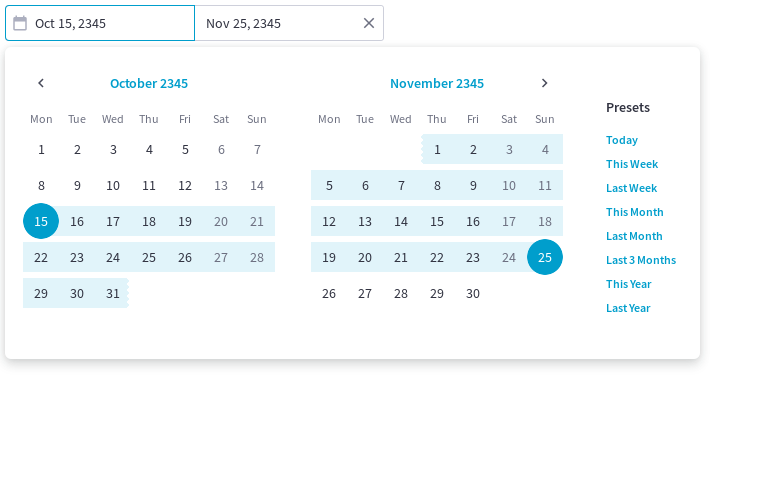 Oct 15, 2345 Nov 25, 2345
October 2345
Mon Tue Wed Thu Fri Sat Sun
1 2 3 4 5 6 7
8 9 10 11 12 13 14
15 16 17 18 19 20 21
22 23 24 25 26 27 28
29 30 31
November 2345
Mon Tue Wed Thu Fri Sat Sun
1 2 3 4
5 6 7 8 9 10 11
12 13 14 15 16 17 18
19 20 21 22 23 24 25
26 27 28 29 30
Presets
Today
This Week
Last Week
This Month
Last Month
Last 3 Months
This Year
Last Year